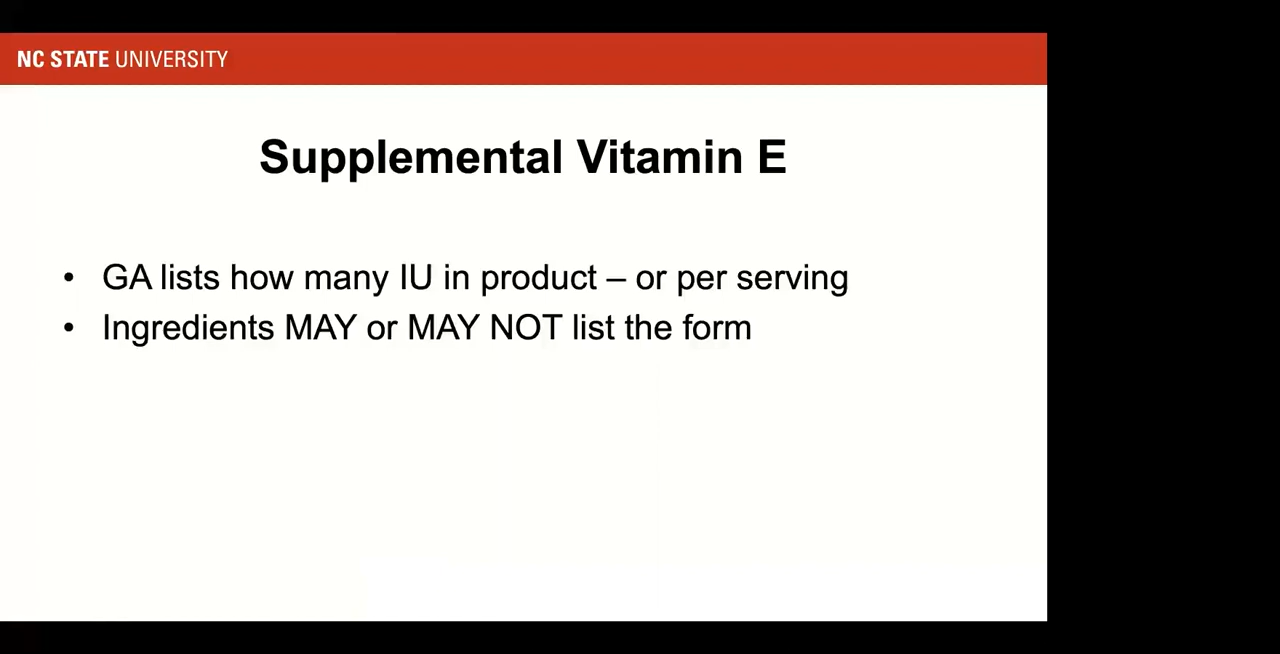 NC STATE UNIVERSITY
Supplemental Vitamin E
• GA lists how many IU in product – or per serving
• Ingredients MAY or MAY NOT list the form